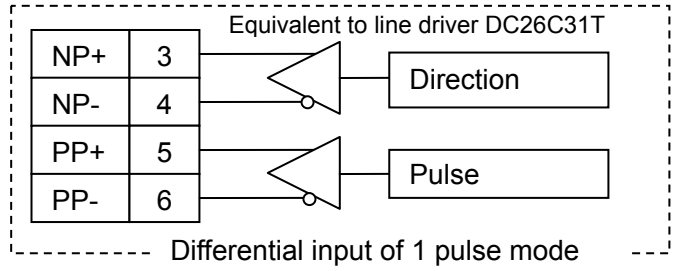 Equivalent to line driver DC26C31T
NP+ 3
Direction
NP- 4
PP+ 5
Pulse
PP- 6
Differential input of 1 pulse mode